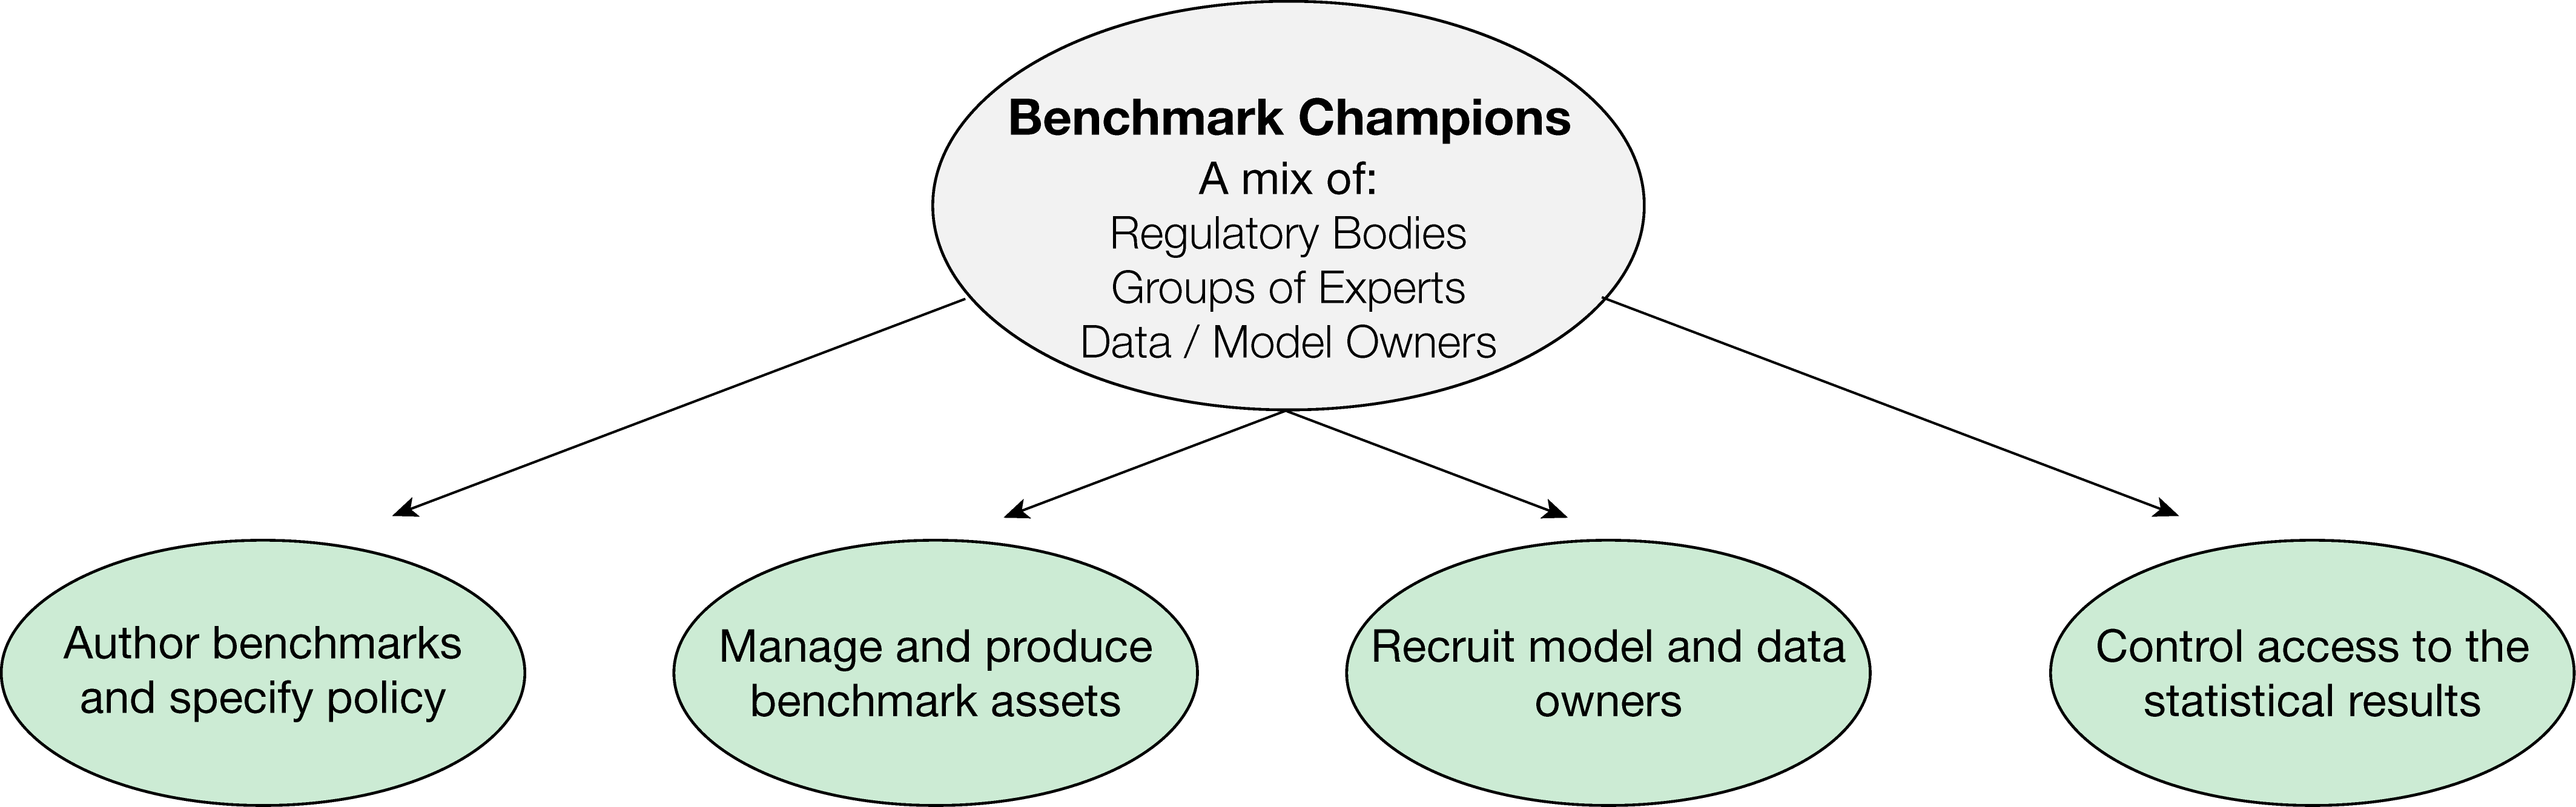 Benchmark Champions
A mix of:
Regulatory Bodies
Groups of Experts
Data / Model Owners
Author benchmarks
and specify policy
Manage and produce
benchmark assets
Recruit model and data
owners
Control access to the
statistical results